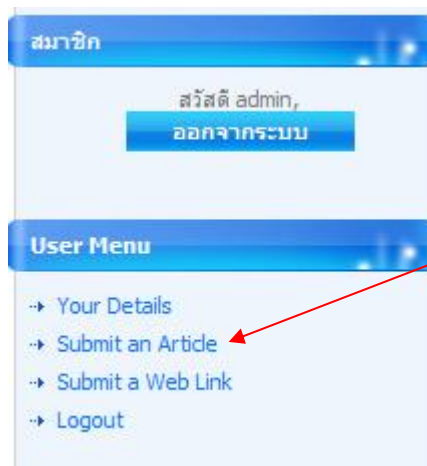 สมาชิก
สวัสดี admin,
ออกจากระบบ
User Menu
Your Details
Submit an Article
Submit a Web Link
Logout